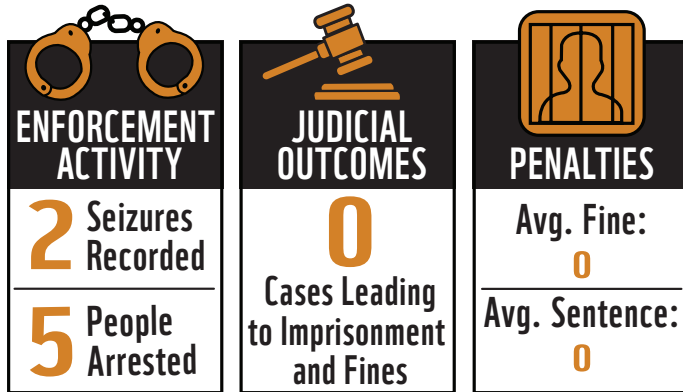 ENFORCEMENT
ACTIVITY
2 Seizures
Recorded
5 People
Arrested
JUDICIAL
OUTCOMES
0
Cases Leading
to Imprisonment
and Fines
PENALTIES
Avg. Fine:
0
Avg. Sentence:
0